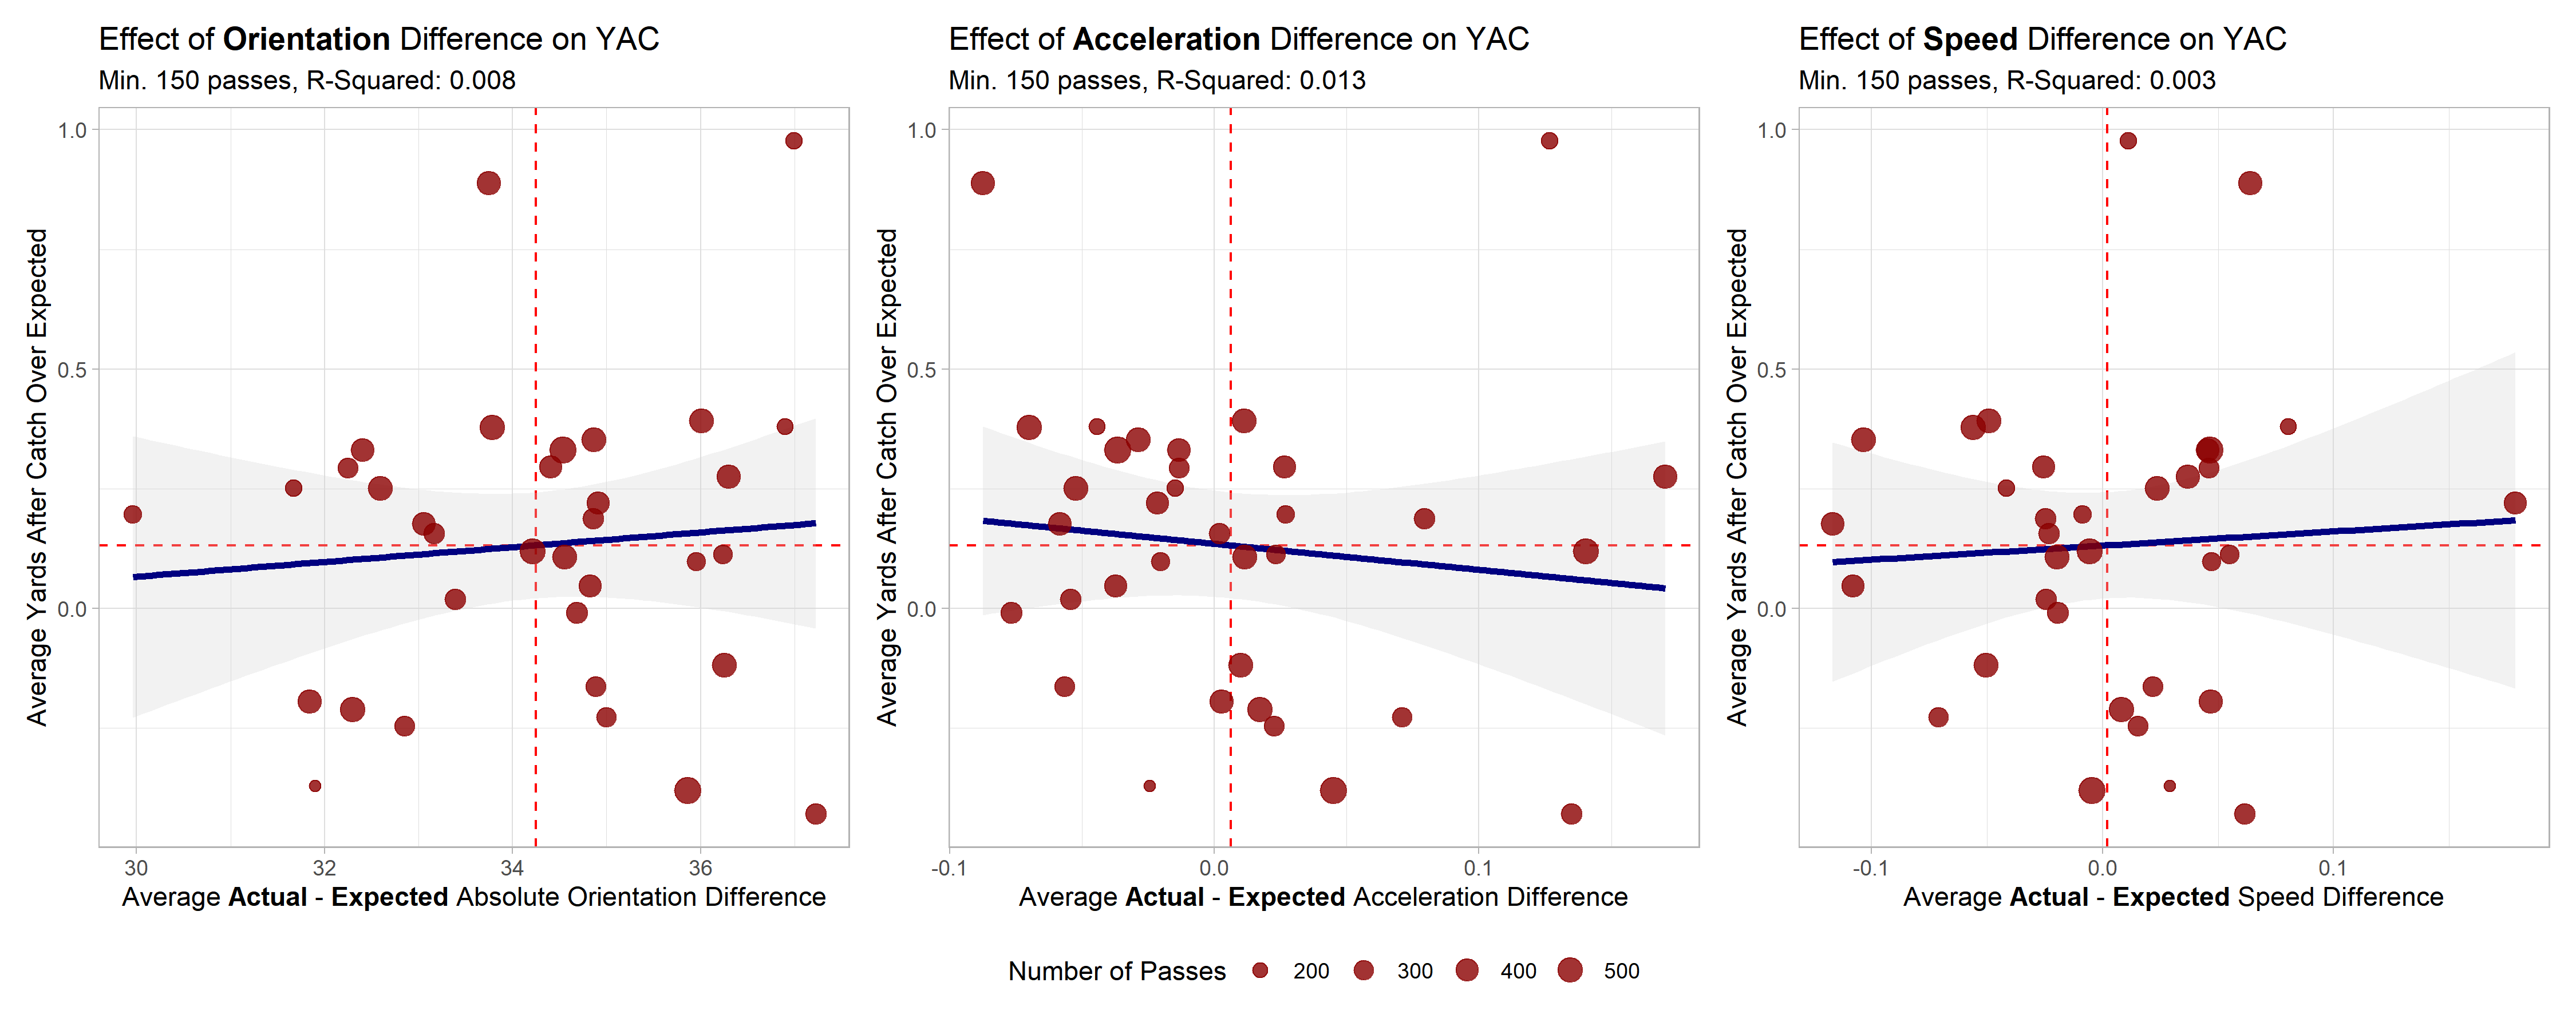 Effect of Orientation Difference on YAC
Min. 150 passes, R-Squared: 0.008
Average Yards After Catch Over Expected
1.0
0.5
0.0
30 32 34 36
Average Actual - Expected Absolute Orientation Difference
Effect of Acceleration Difference on YAC
Min. 150 passes, R-Squared: 0.013
Average Yards After Catch Over Expected
1.0
0.5
0.0
-0.1 0.0 0.1
Average Actual - Expected Acceleration Difference
Effect of Speed Difference on YAC
Min. 150 passes, R-Squared: 0.003
Average Yards After Catch Over Expected
1.0
0.5
0.0
-0.1 0.0 0.1
Average Actual - Expected Speed Difference
Number of Passes 200 300 400 500